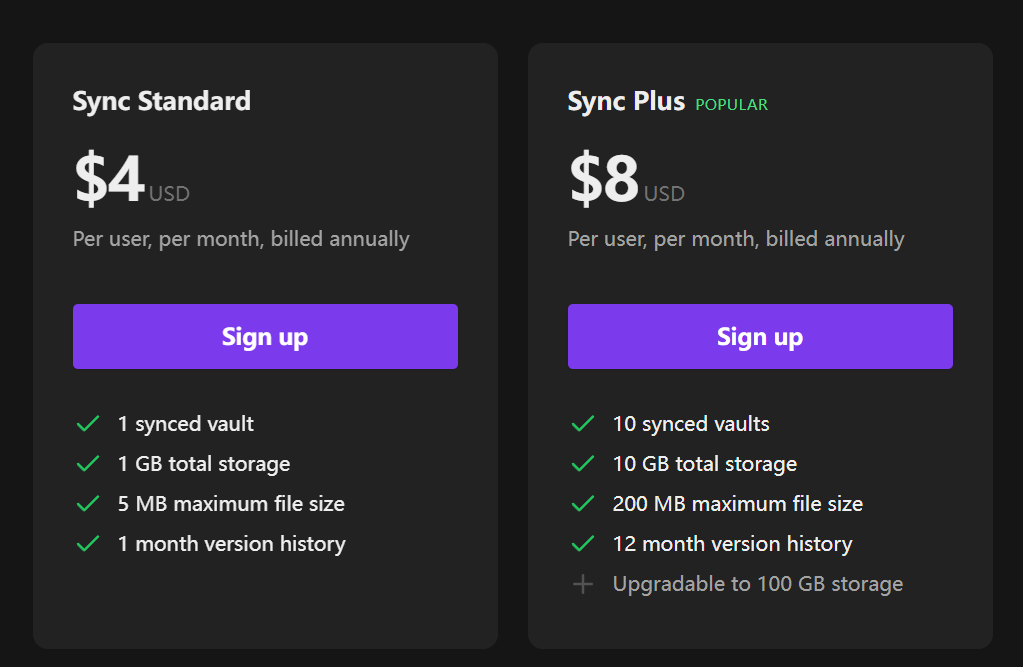 Sync Standard
$4 USD
Per user, per month, billed annually
Sign up
1 synced vault
1 GB total storage
5 MB maximum file size
1 month version history
Sync Plus POPULAR
$8 USD
Per user, per month, billed annually
Sign up
10 synced vaults
10 GB total storage
200 MB maximum file size
12 month version history
Upgradable to 100 GB storage